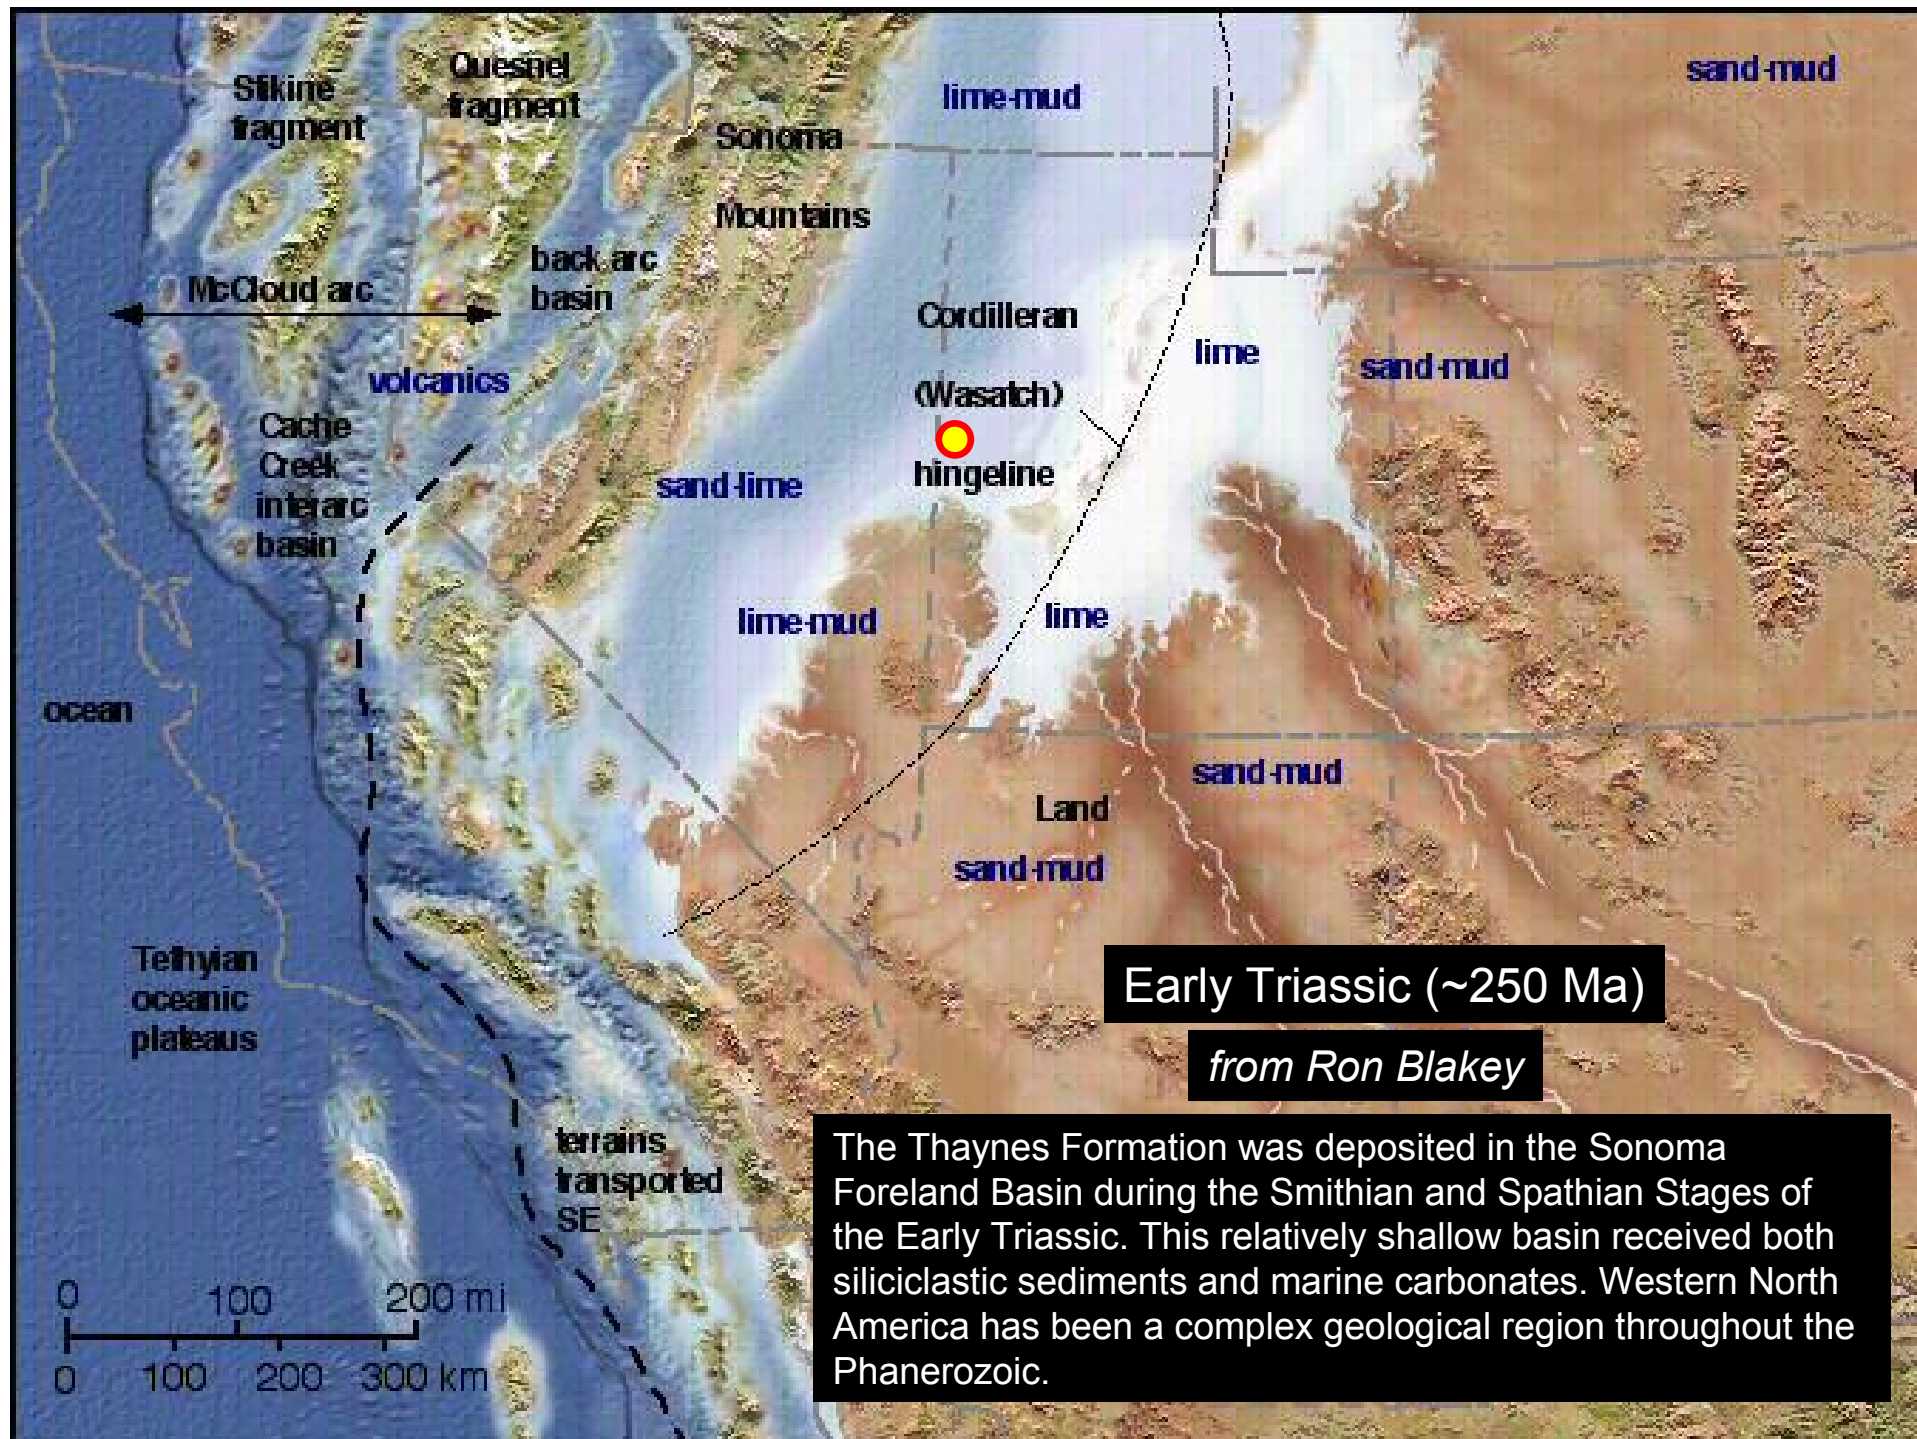 Stikine
fragment
Quesnel
fragment
lime-mud
sand-mud
Sonoma
Mountains
back arc
basin
McCloud arc
volcanics
Cordilleran
(Wasatch)
hingeline
lime
sand-mud
Cache
Creek
interarc
basin
sand-lime
lime-mud
lime
ocean
sand-mud
Land
sand-mud
Tethyian
oceanic
plateaus
terrains
transported
SE
Early Triassic (~250 Ma)
from Ron Blakey
The Thaynes Formation was deposited in the Sonoma
Foreland Basin during the Smithian and Spathian Stages of
the Early Triassic. This relatively shallow basin received both
siliciclastic sediments and marine carbonates. Western North
America has been a complex geological region throughout the
Phanerozoic.
0 100 200 mi
0 100 200 300 km